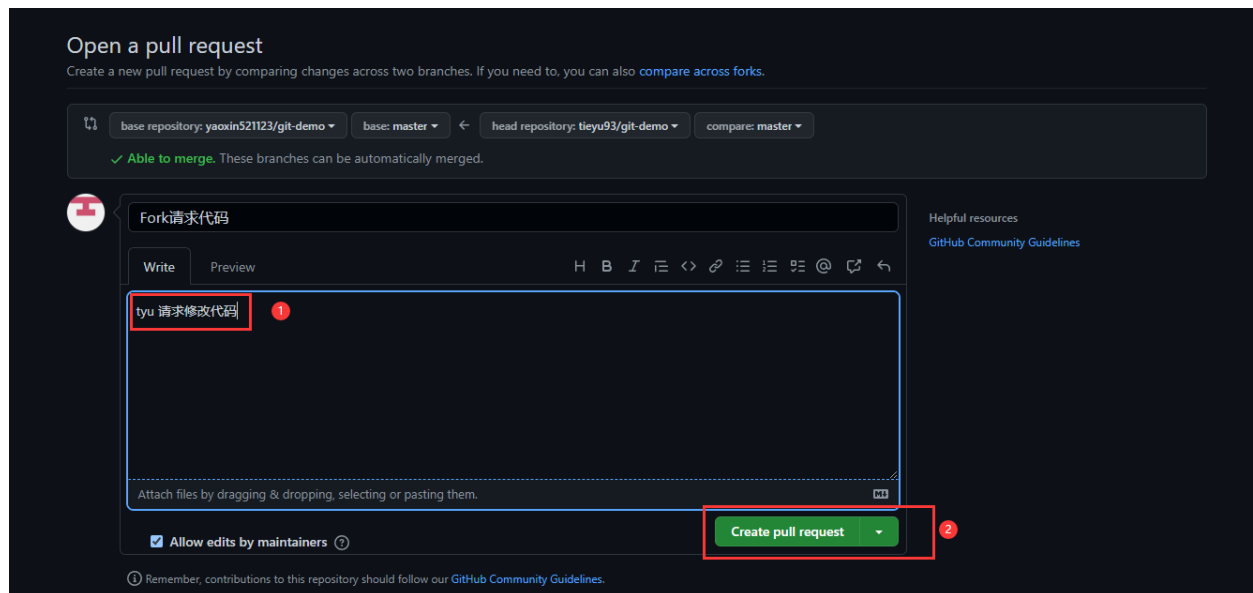 Open a pull request
Create a new pull request by comparing changes across two branches. If you need to, you can also compare across forks.
base repository: yaoxin521123/git-demo base: master ← head repository: tieyu93/git-demo compare: master
✓ Able to merge. These branches can be automatically merged.
Fork请求代码
Helpful resources
GitHub Community Guidelines
Write Preview
tyu 请求修改代码 1
Attach files by dragging & dropping, selecting or pasting them.
Create pull request 2
Allow edits by maintainers
Remember, contributions to this repository should follow our GitHub Community Guidelines.